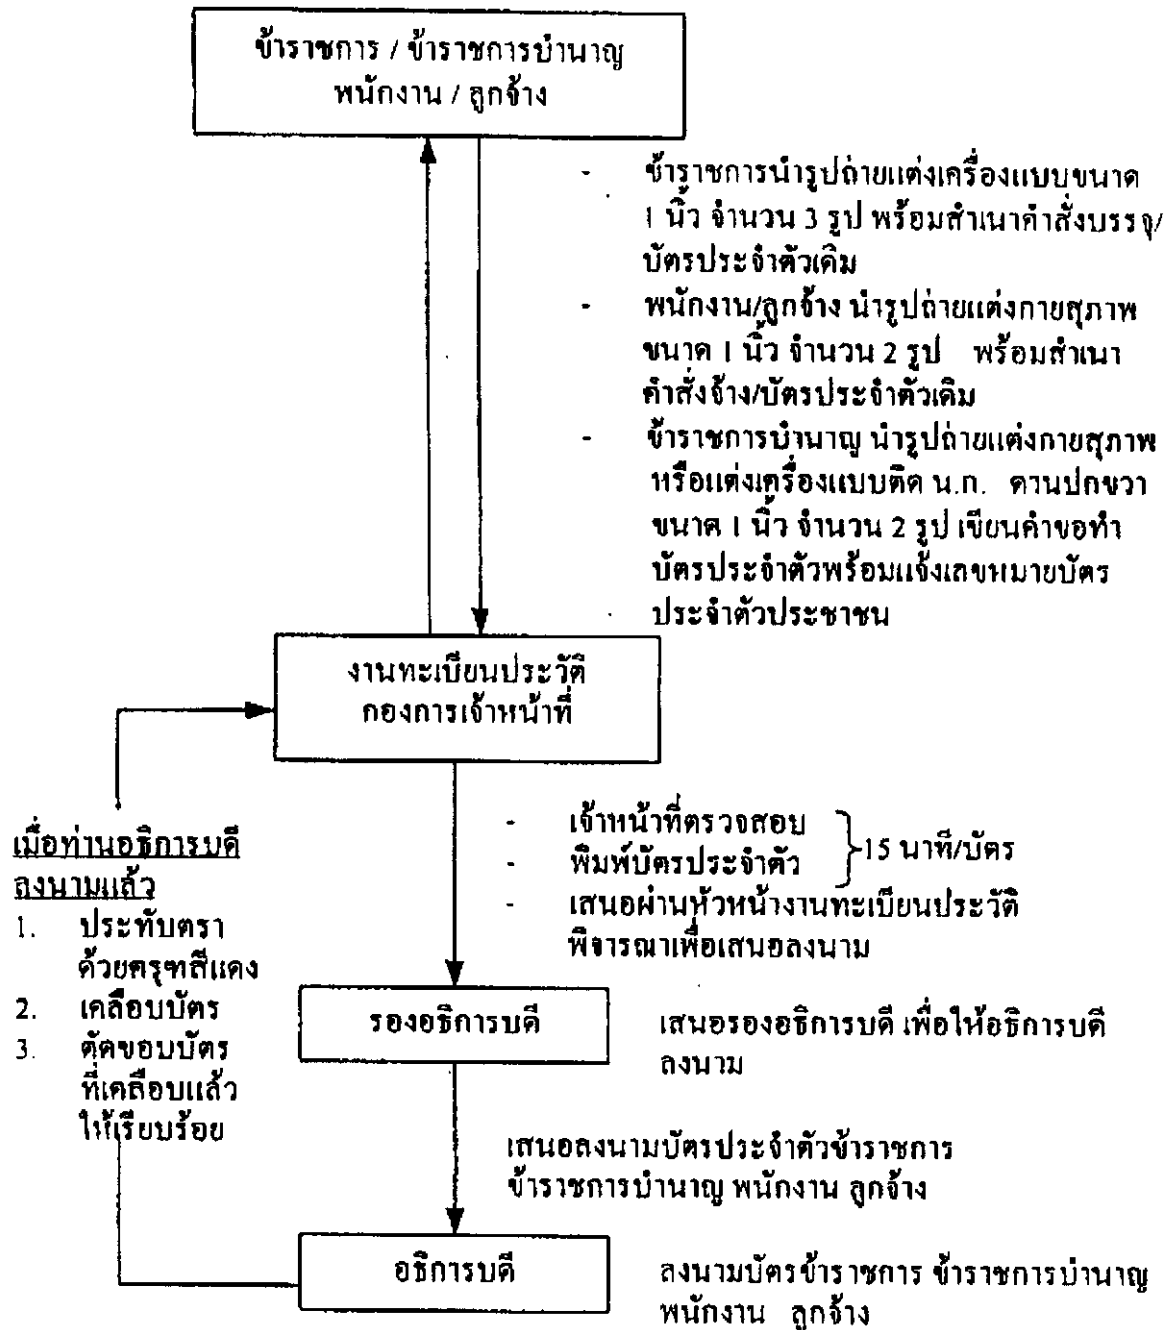 ข้าราชการ / ข้าราชการบำนาญ
พนักงาน / ลูกจ้าง
- ข้าราชการนำรูปถ่ายแต่งเครื่องแบบขนาด
1 นิ้ว จำนวน 3 รูป พร้อมสำเนาคำสั่งบรรจุ/
บัตรประจำตัวเดิม
- พนักงาน/ลูกจ้าง นำรูปถ่ายแต่งกายสุภาพ
ขนาด 1 นิ้ว จำนวน 2 รูป พร้อมสำเนา
คำสั่งจ้าง/บัตรประจำตัวเดิม
- ข้าราชการบำนาญ นำรูปถ่ายแต่งกายสุภาพ
หรือแต่งเครื่องแบบติด น.ก. ตานปกขวา
ขนาด 1 นิ้ว จำนวน 2 รูป เขียนคำขอทำ
บัตรประจำตัวพร้อมแจ้งเลขหมายบัตร
ประจำตัวประชาชน
งานทะเบียนประวัติ
กองการเจ้าหน้าที่
- เจ้าหน้าที่ตรวจสอบ
- พิมพ์บัตรประจำตัว
15 นาที/บัตร
- เสนอผ่านหัวหน้างานทะเบียนประวัติ
พิจารณาเพื่อเสนอลงนาม
เมื่อท่านอธิการบดี
ลงนามแล้ว
1. ประทับตรา
ด้วยครุฑสีแดง
2. เคลือบบัตร
3. ตัดขอบบัตร
ที่เคลือบแล้ว
ให้เรียบร้อย
รองอธิการบดี
เสนอรองอธิการบดี เพื่อให้อธิการบดี
ลงนาม
เสนอลงนามบัตรประจำตัวข้าราชการ
ข้าราชการบำนาญ พนักงาน ลูกจ้าง
อธิการบดี
ลงนามบัตรข้าราชการ ข้าราชการบำนาญ
พนักงาน ลูกจ้าง